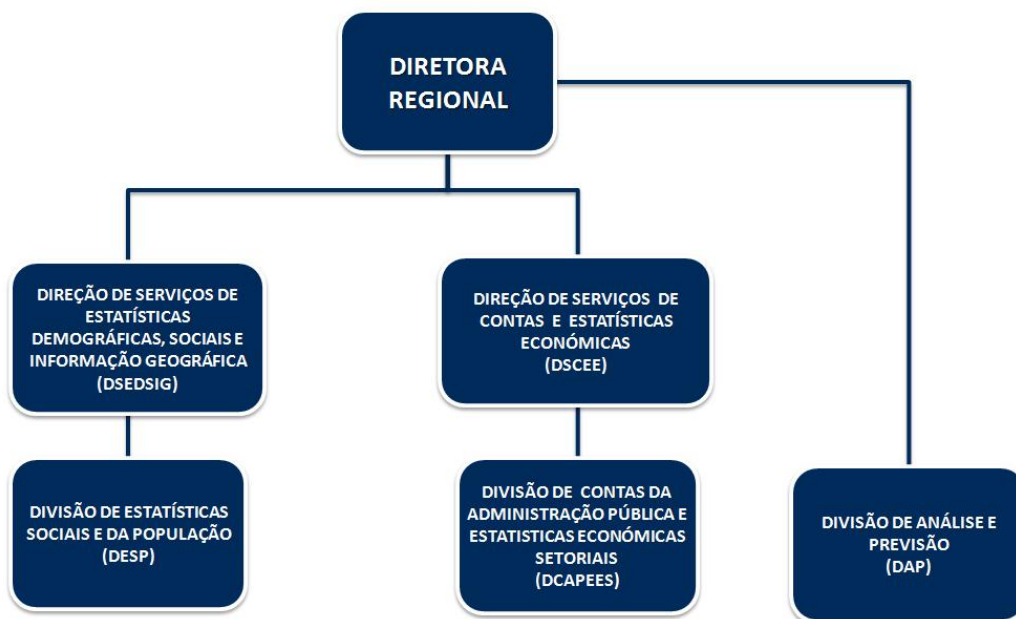 DIRETORA
REGIONAL
DIREÇÃO DE SERVIÇOS DE
ESTATÍSTICAS
DEMOGRÁFICAS, SOCIAIS E
INFORMAÇÃO GEOGRÁFICA
(DSEDSIG)
DIREÇÃO DE SERVIÇOS DE
CONTAS E ESTATÍSTICAS
ECONÓMICAS
(DSCEE)
DIVISÃO DE ESTATÍSTICAS
SOCIAIS E DA POPULAÇÃO
(DESP)
DIVISÃO DE CONTAS DA
ADMINISTRAÇÃO PÚBLICA E
ESTATISTICAS ECONÓMICAS
SETORIAIS
(DCAPEES)
DIVISÃO DE ANÁLISE E
PREVISÃO
(DAP)